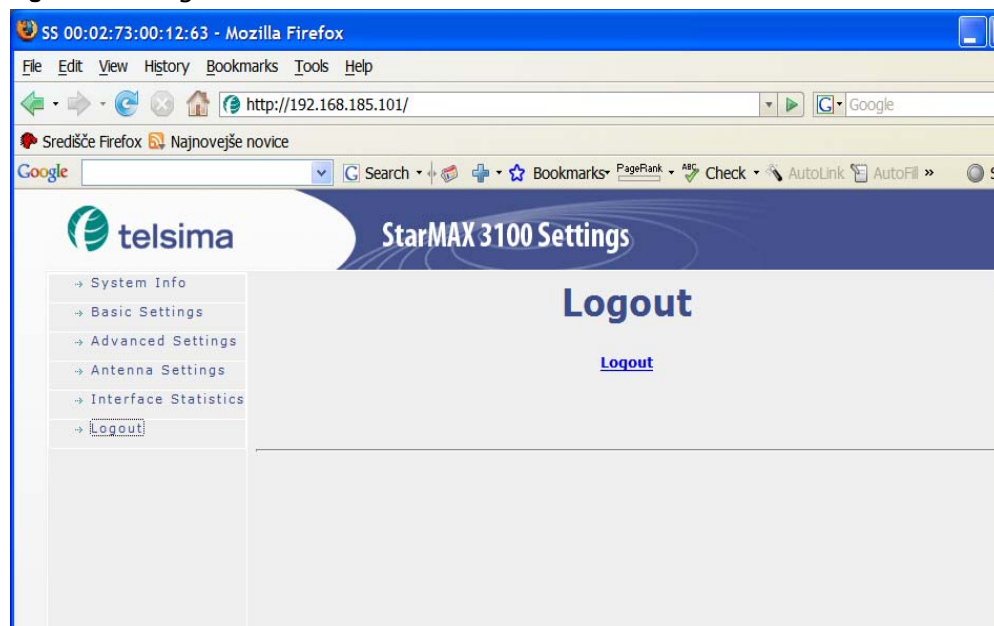 SS 00:02:73:00:12:63 - Mozilla Firefox
File Edit View History Bookmarks Tools Help
http://192.168.185.101/ G Google
Središče Firefox Najnovejše novice
Google G Search Bookmarks PageRank ABC Check AutoLink AutoFill »
telsima StarMAX 3100 Settings
System Info
Basic Settings
Advanced Settings
Antenna Settings
Interface Statistics
Logout
Logout
Logout